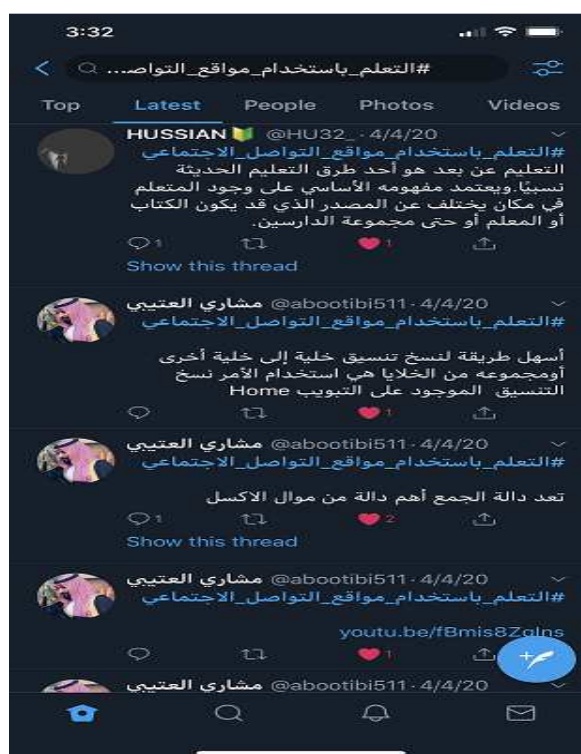 3:32
#التعلم_باستخدام_مواقع_التواصـ...
Top Latest People Photos Videos
HUSSIAN🔰 @HU32_ · 4/4/20
#التعلم_باستخدام_مواقع_التواصل_الاجتماعي
التعليم عن بعد هو أحد طرق التعليم الحديثة
نسبيًا.ويعتمد مفهومه الأساسي على وجود المتعلم
في مكان يختلف عن المصدر الذي قد يكون الكتاب
أو المعلم أو حتى مجموعة الدارسين.
1 1
Show this thread
مشاري العتيبي @abootibi511 · 4/4/20
#التعلم_باستخدام_مواقع_التواصل_الاجتماعي
أسهل طريقة لنسخ تنسيق خلية إلى خلية أخرى
أومجموعه من الخلايا هي استخدام الأمر نسخ
التنسيق الموجود على التبويب Home
1
مشاري العتيبي @abootibi511 · 4/4/20
#التعلم_باستخدام_مواقع_التواصل_الاجتماعي
تعد دالة الجمع أهم دالة من موال الاكسل
1 2
Show this thread
مشاري العتيبي @abootibi511 · 4/4/20
#التعلم_باستخدام_مواقع_التواصل_الاجتماعي
1
مشاري العتيبي @abootibi511 · 4/4/20